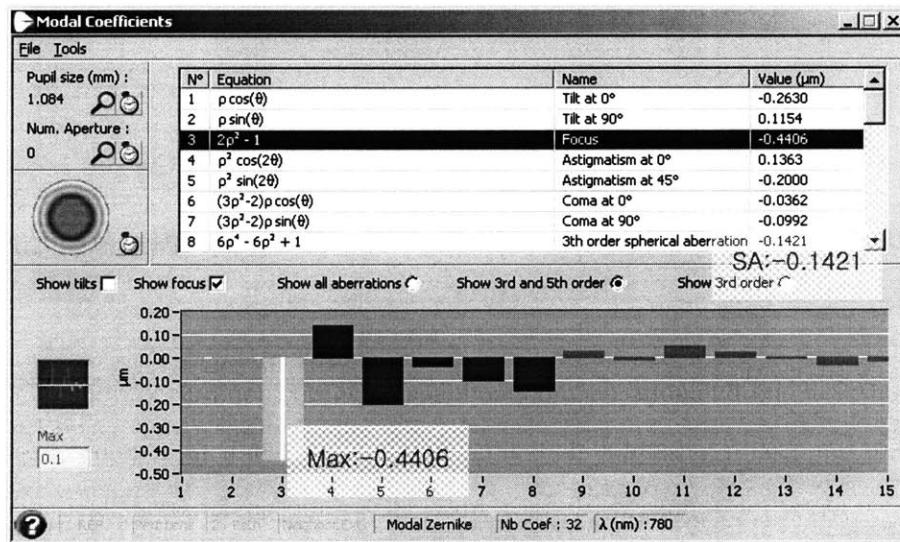 Modal Coefficients
File Tools
Pupil size (mm) :
1.084
Num. Aperture :
0
N° Equation Name Value (µm)
1 ρ cos(θ) Tilt at 0° -0.2630
2 ρ sin(θ) Tilt at 90° 0.1154
3 2ρ² - 1 Focus -0.4406
4 ρ² cos(2θ) Astigmatism at 0° 0.1363
5 ρ² sin(2θ) Astigmatism at 45° -0.2000
6 (3ρ²-2)ρ cos(θ) Coma at 0° -0.0362
7 (3ρ²-2)ρ sin(θ) Coma at 90° -0.0992
8 6ρ⁴ - 6ρ² + 1 3th order spherical aberration -0.1421
SA:-0.1421
Show tilts Show focus Show all aberrations Show 3rd and 5th order Show 3rd order
0.20
0.10
0.00
-0.10
-0.20
-0.30
-0.40
-0.50
µm
Max
0.1
Max:-0.4406
1 2 3 4 5 6 7 8 9 10 11 12 13 14 15
Modal Zernike Nb Coef : 32 λ (nm) : 780